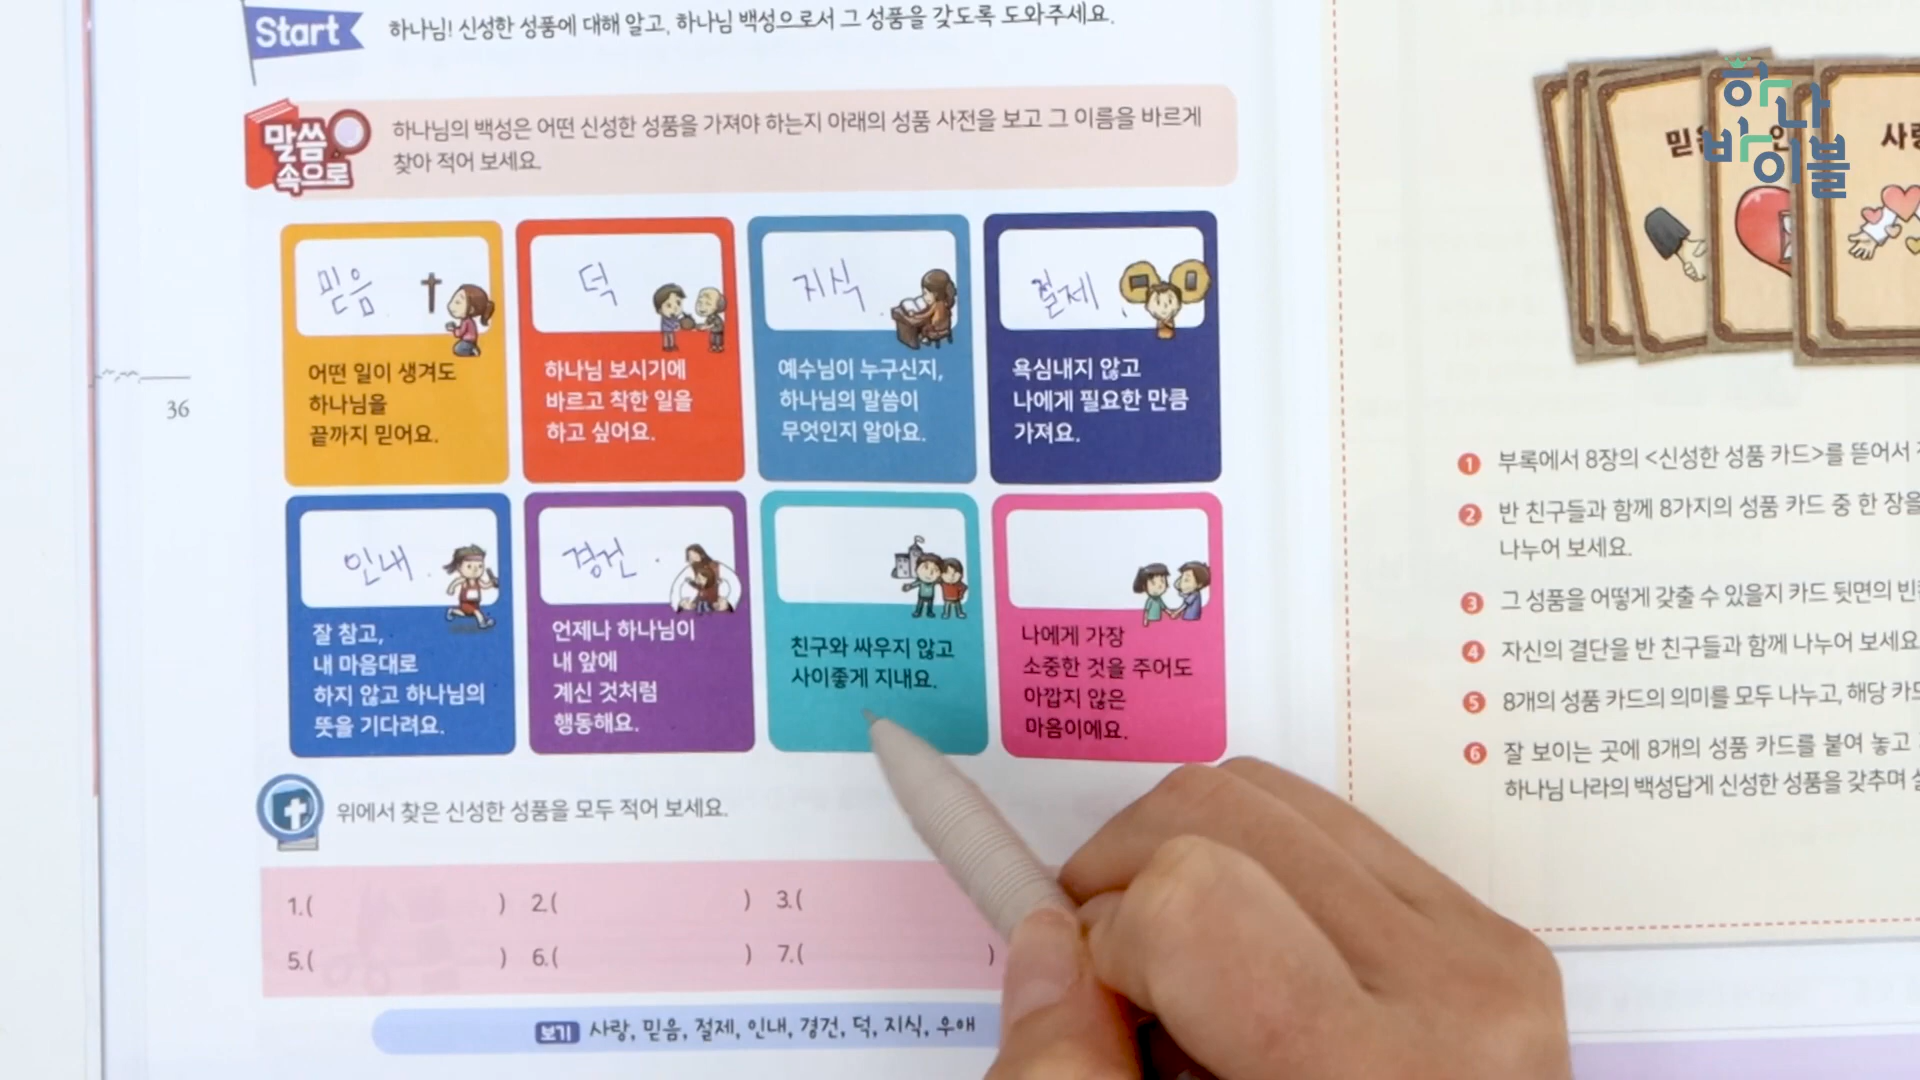 Start
하나님! 신성한 성품에 대해 알고, 하나님 백성으로서 그 성품을 갖도록 도와주세요.
말씀
속으로
하나님의 백성은 어떤 신성한 성품을 가져야 하는지 아래의 성품 사전을 보고 그 이름을 바르게
찾아 적어 보세요.
믿음
어떤 일이 생겨도
하나님을
끝까지 믿어요.
덕
하나님 보시기에
바르고 착한 일을
하고 싶어요.
지식
예수님이 누구신지,
하나님의 말씀이
무엇인지 알아요.
절제
욕심내지 않고
나에게 필요한 만큼
가져요.
인내
잘 참고,
내 마음대로
하지 않고 하나님의
뜻을 기다려요.
경건
언제나 하나님이
내 앞에
계신 것처럼
행동해요.
친구와 싸우지 않고
사이좋게 지내요.
나에게 가장
소중한 것을 주어도
아깝지 않은
마음이에요.
36
위에서 찾은 신성한 성품을 모두 적어 보세요.
1.( ) 2.( ) 3.(
5.( ) 6.( ) 7.( )
보기 사랑, 믿음, 절제, 인내, 경건, 덕, 지식, 우애
하나
바이블
1 부록에서 8장의 <신성한 성품 카드>를 뜯어서
2 반 친구들과 함께 8가지의 성품 카드 중 한 장을
나누어 보세요.
3 그 성품을 어떻게 갖출 수 있을지 카드 뒷면의
4 자신의 결단을 반 친구들과 함께 나누어 보세요
5 8개의 성품 카드의 의미를 모두 나누고, 해당
6 잘 보이는 곳에 8개의 성품 카드를 붙여 놓고
하나님 나라의 백성답게 신성한 성품을 갖추며